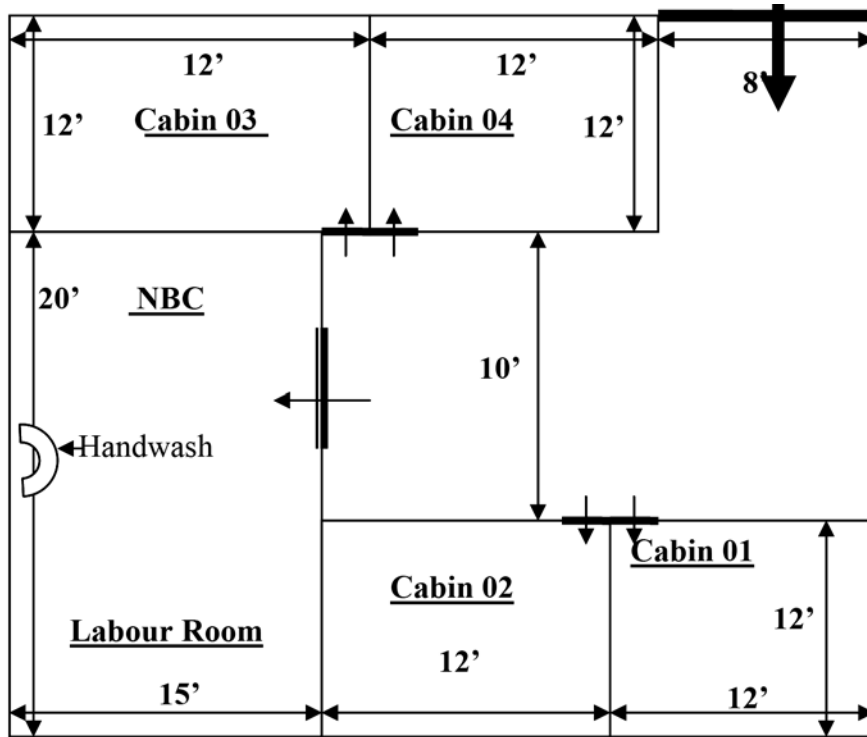 12’
12’
8’
12’
Cabin 03
Cabin 04
12’
20’
NBC
10’
Handwash
Cabin 01
Cabin 02
12’
Labour Room
12’
15’
12’